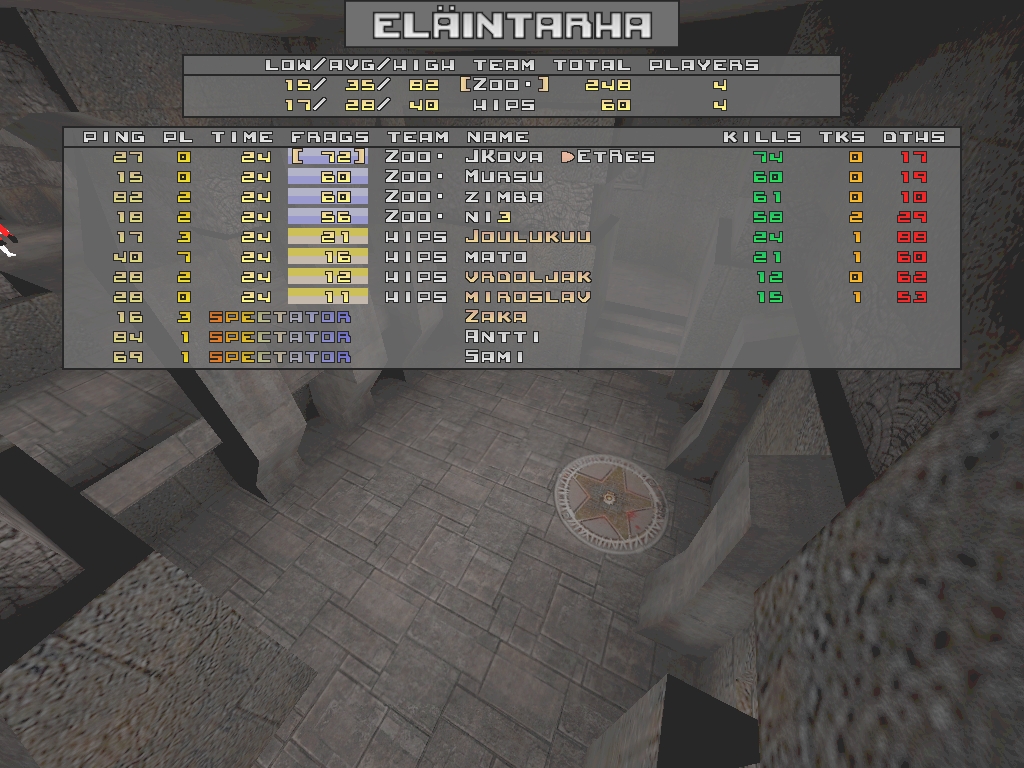 ELÄINTARHA
LOW/AVG/HIGH TEAM TOTAL PLAYERS
15/ 35/ 82 [ZOO·] 248 4
17/ 28/ 40 HIPS 60 4
PING PL TIME FRAGS TEAM NAME KILLS TKS DTHS
27 0 24 [ 72] ZOO· JKOVA DETRES 74 0 17
15 0 24 60 ZOO· MURSU 60 0 19
82 2 24 60 ZOO· ZIMBA 61 0 10
18 2 24 56 ZOO· NI3 58 2 29
17 3 24 21 HIPS JOULUKUU 24 1 88
40 7 24 16 HIPS MATO 21 1 60
28 2 24 12 HIPS VRDOLJAK 12 0 62
28 0 24 11 HIPS MIROSLAV 15 1 53
16 3 SPECTATOR ZAKA
84 1 SPECTATOR ANTTI
69 1 SPECTATOR SAMI